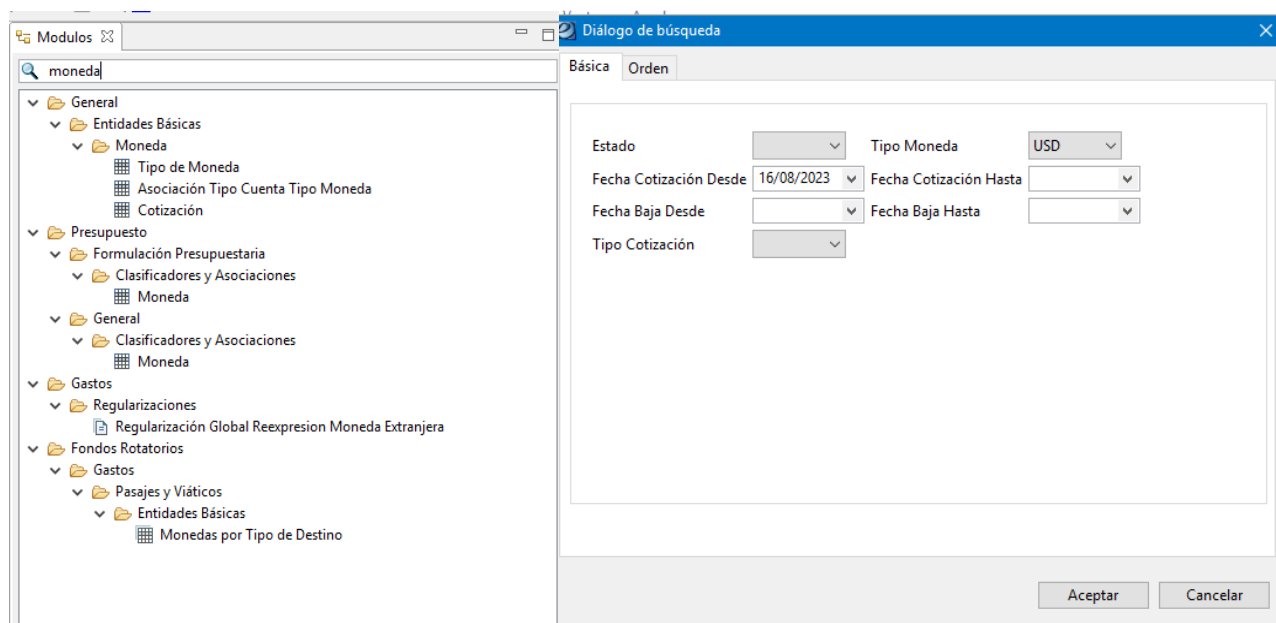 Modulos
moneda
General
Entidades Básicas
Moneda
Tipo de Moneda
Asociación Tipo Cuenta Tipo Moneda
Cotización
Presupuesto
Formulación Presupuestaria
Clasificadores y Asociaciones
Moneda
General
Clasificadores y Asociaciones
Moneda
Gastos
Regularizaciones
Regularización Global Reexpresion Moneda Extranjera
Fondos Rotatorios
Gastos
Pasajes y Viáticos
Entidades Básicas
Monedas por Tipo de Destino
Diálogo de búsqueda
Básica Orden
Estado Tipo Moneda USD
Fecha Cotización Desde 16/08/2023 Fecha Cotización Hasta
Fecha Baja Desde Fecha Baja Hasta
Tipo Cotización
Aceptar Cancelar